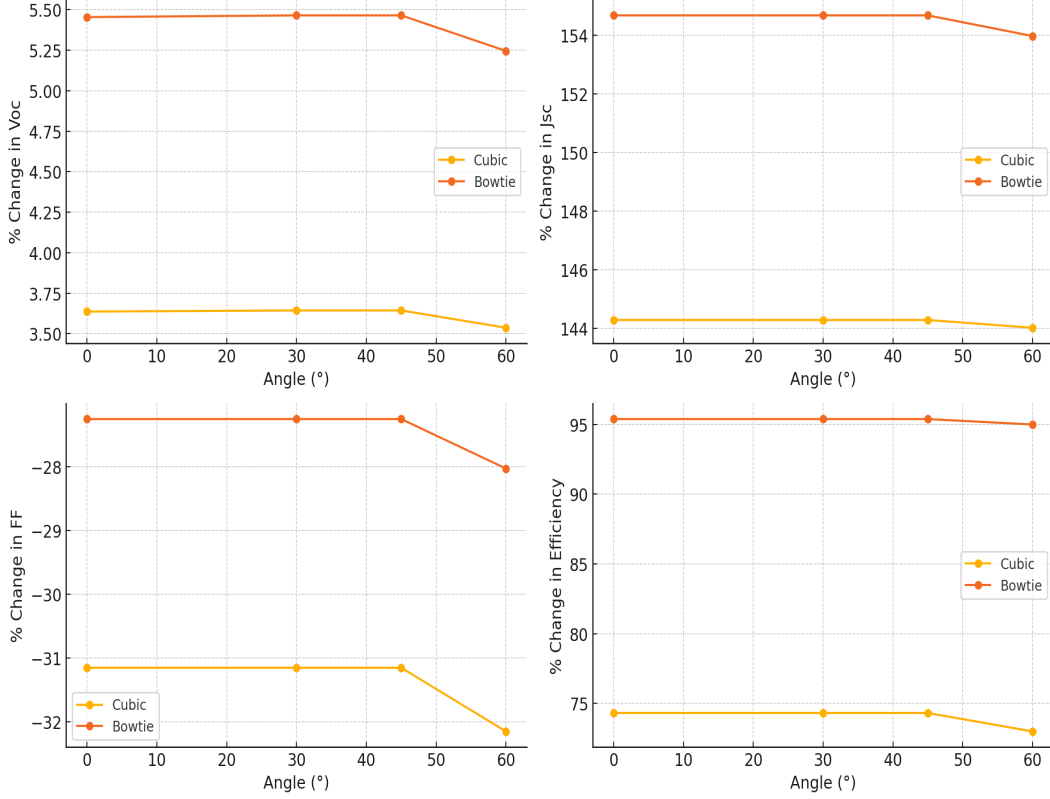 % Change in Voc
5.50
5.25
5.00
4.75
4.50
4.25
4.00
3.75
3.50
0 10 20 30 40 50 60
Angle (°)
Cubic
Bowtie
% Change in Jsc
154
152
150
148
146
144
0 10 20 30 40 50 60
Angle (°)
Cubic
Bowtie
% Change in FF
−28
−29
−30
−31
−32
0 10 20 30 40 50 60
Angle (°)
Cubic
Bowtie
% Change in Efficiency
95
90
85
80
75
0 10 20 30 40 50 60
Angle (°)
Cubic
Bowtie